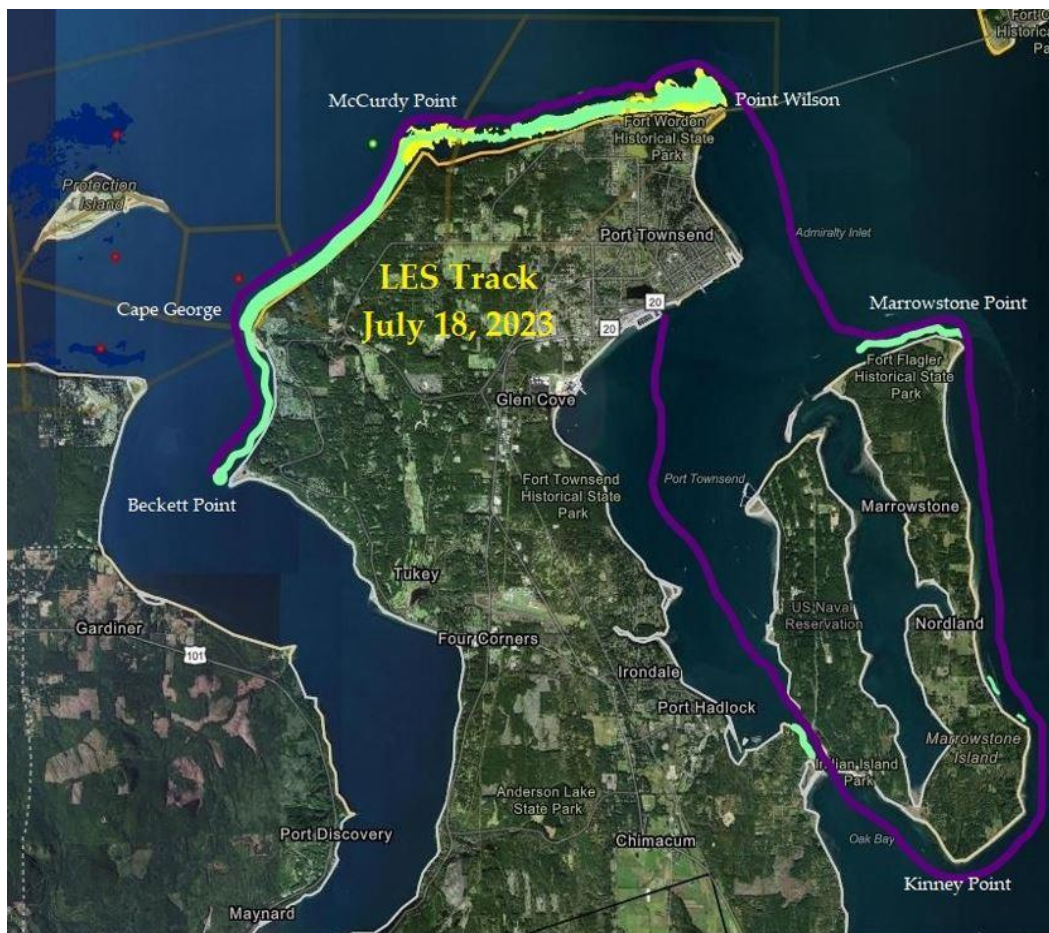 Fort
Historica
Pa
McCurdy Point
Point Wilson
Fort Worden
Historical State
Park
Protection
Island
Port Townsend
Admiralty Inlet
LES Track
July 18, 2023
Cape George
20
20
Marrowstone Point
Fort Flagler
Historical State
Park
Glen Cove
Fort Townsend
Historical State
Park
Port Townsend
Marrowstone
Beckett Point
Tukey
US Naval
Reservation
Gardiner
101
Four Corners
Nordland
Irondale
Port Hadlock
Marrowstone
Island
Indian Island
Park
Anderson Lake
State Park
Port Discovery
Chimacum
Oak Bay
Kinney Point
Maynard